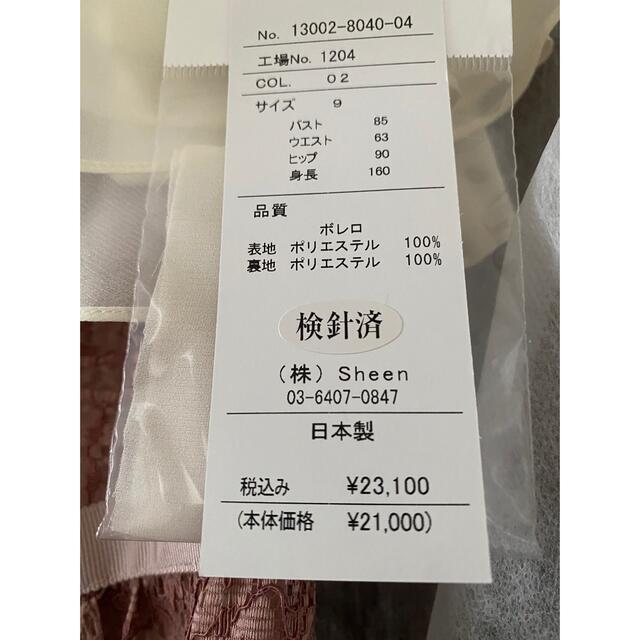 No. 13002-8040-04
工場No. 1204
COL. 02
サイズ 9
バスト 85
ウエスト 63
ヒップ 90
身長 160
品質
ボレロ
表地 ポリエステル 100%
裏地 ポリエステル 100%
検針済
(株) Sheen
03-6407-0847
日本製
税込み ¥23,100
(本体価格 ¥21,000)